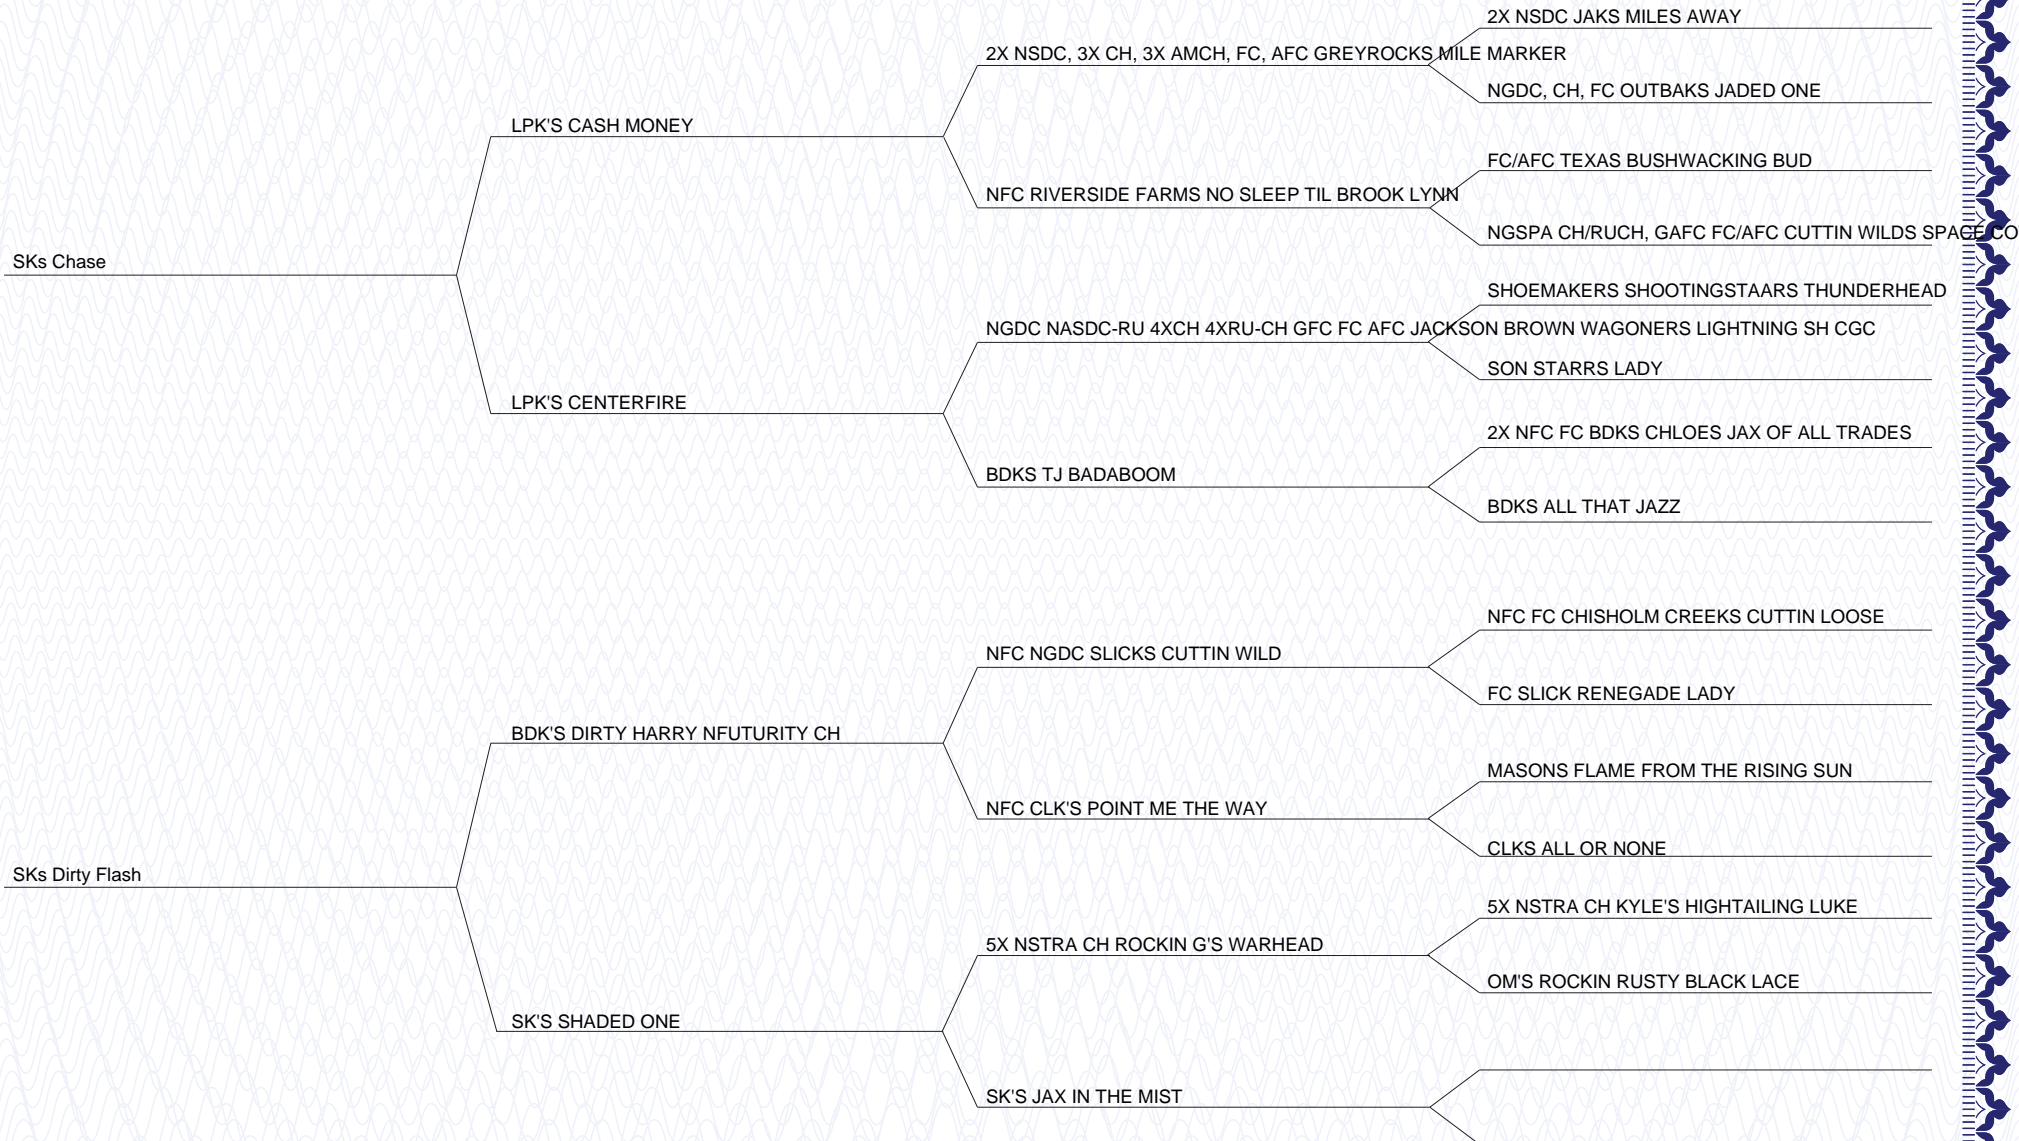 2X NSDC JAKS MILES AWAY
2X NSDC, 3X CH, 3X AMCH, FC, AFC GREYROCKS MILE MARKER
NGDC, CH, FC OUTBAKS JADED ONE
LPK'S CASH MONEY
FC/AFC TEXAS BUSHWACKING BUD
NFC RIVERSIDE FARMS NO SLEEP TIL BROOK LYNN
NGSPA CH/RUCH, GAFC FC/AFC CUTTIN WILDS SPACE CO
SKs Chase
SHOEMAKERS SHOOTINGSTAARS THUNDERHEAD
NGDC NASDC-RU 4XCH 4XRU-CH GFC FC AFC JACKSON BROWN WAGONERS LIGHTNING SH CGC
SON STARRS LADY
LPK'S CENTERFIRE
2X NFC FC BDKS CHLOES JAX OF ALL TRADES
BDKS TJ BADABOOM
BDKS ALL THAT JAZZ
NFC FC CHISHOLM CREEKS CUTTIN LOOSE
NFC NGDC SLICKS CUTTIN WILD
FC SLICK RENEGADE LADY
BDK'S DIRTY HARRY NFUTURITY CH
MASONS FLAME FROM THE RISING SUN
NFC CLK'S POINT ME THE WAY
CLKS ALL OR NONE
SKs Dirty Flash
5X NSTRA CH KYLE'S HIGHTAILING LUKE
5X NSTRA CH ROCKIN G'S WARHEAD
OM'S ROCKIN RUSTY BLACK LACE
SK'S SHADED ONE
SK'S JAX IN THE MIST